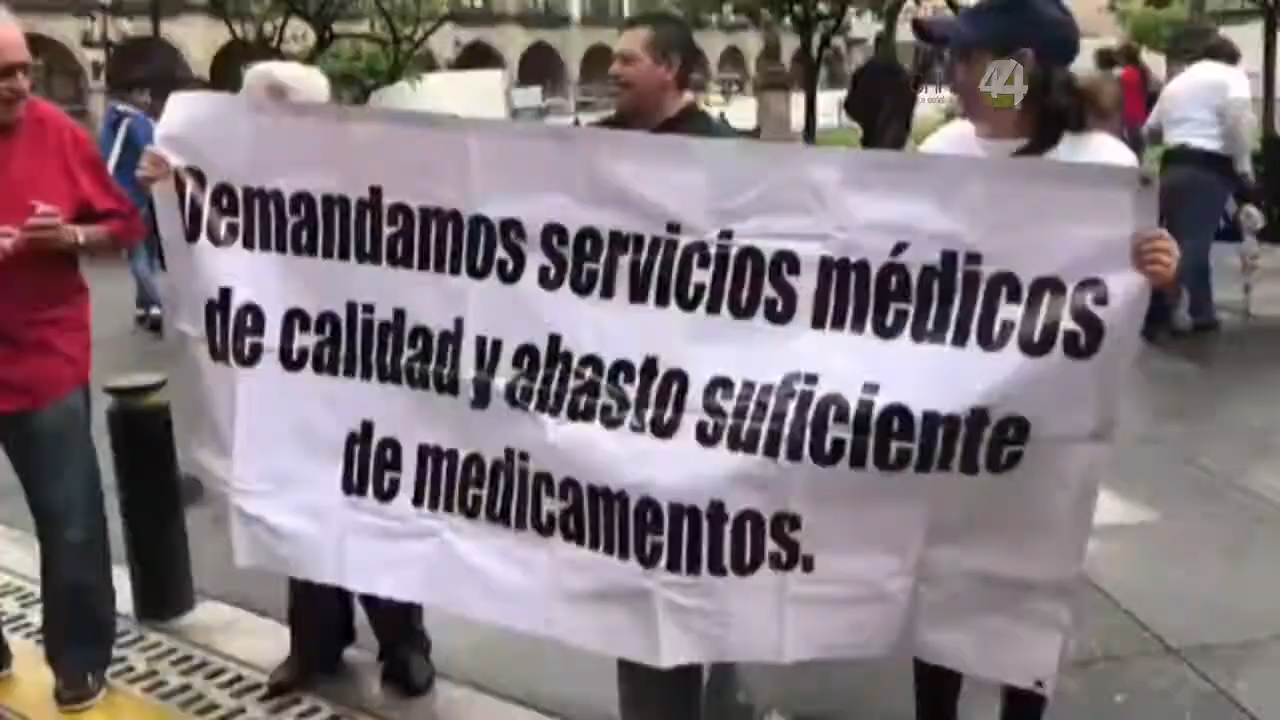 Demandamos servicios médicos
de calidad y abasto suficiente
de medicamentos.
44